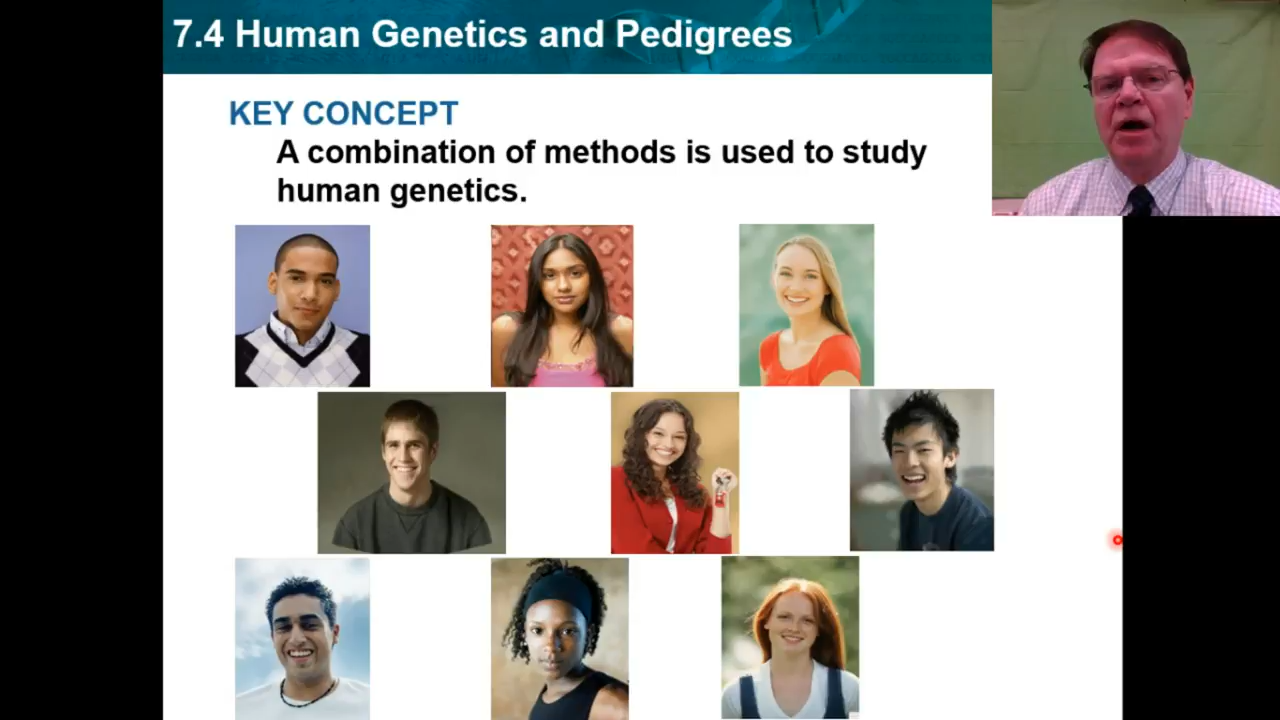 7.4 Human Genetics and Pedigrees
KEY CONCEPT
A combination of methods is used to study
human genetics.